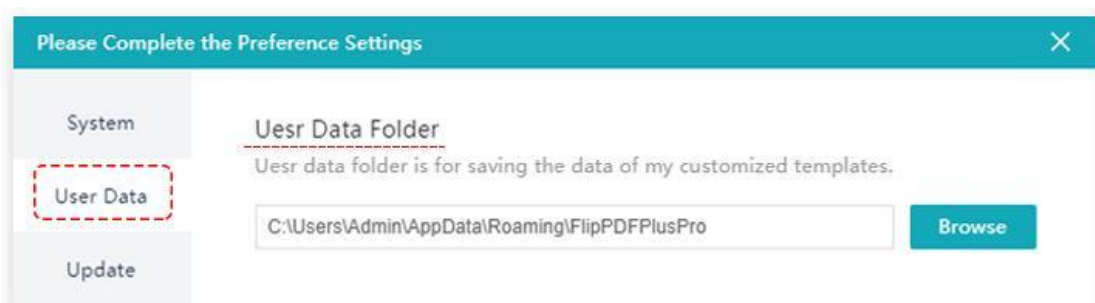 Please Complete the Preference Settings
System
Uesr Data Folder
Uesr data folder is for saving the data of my customized templates.
User Data
C:\Users\Admin\AppData\Roaming\FlipPDFPlusPro
Browse
Update